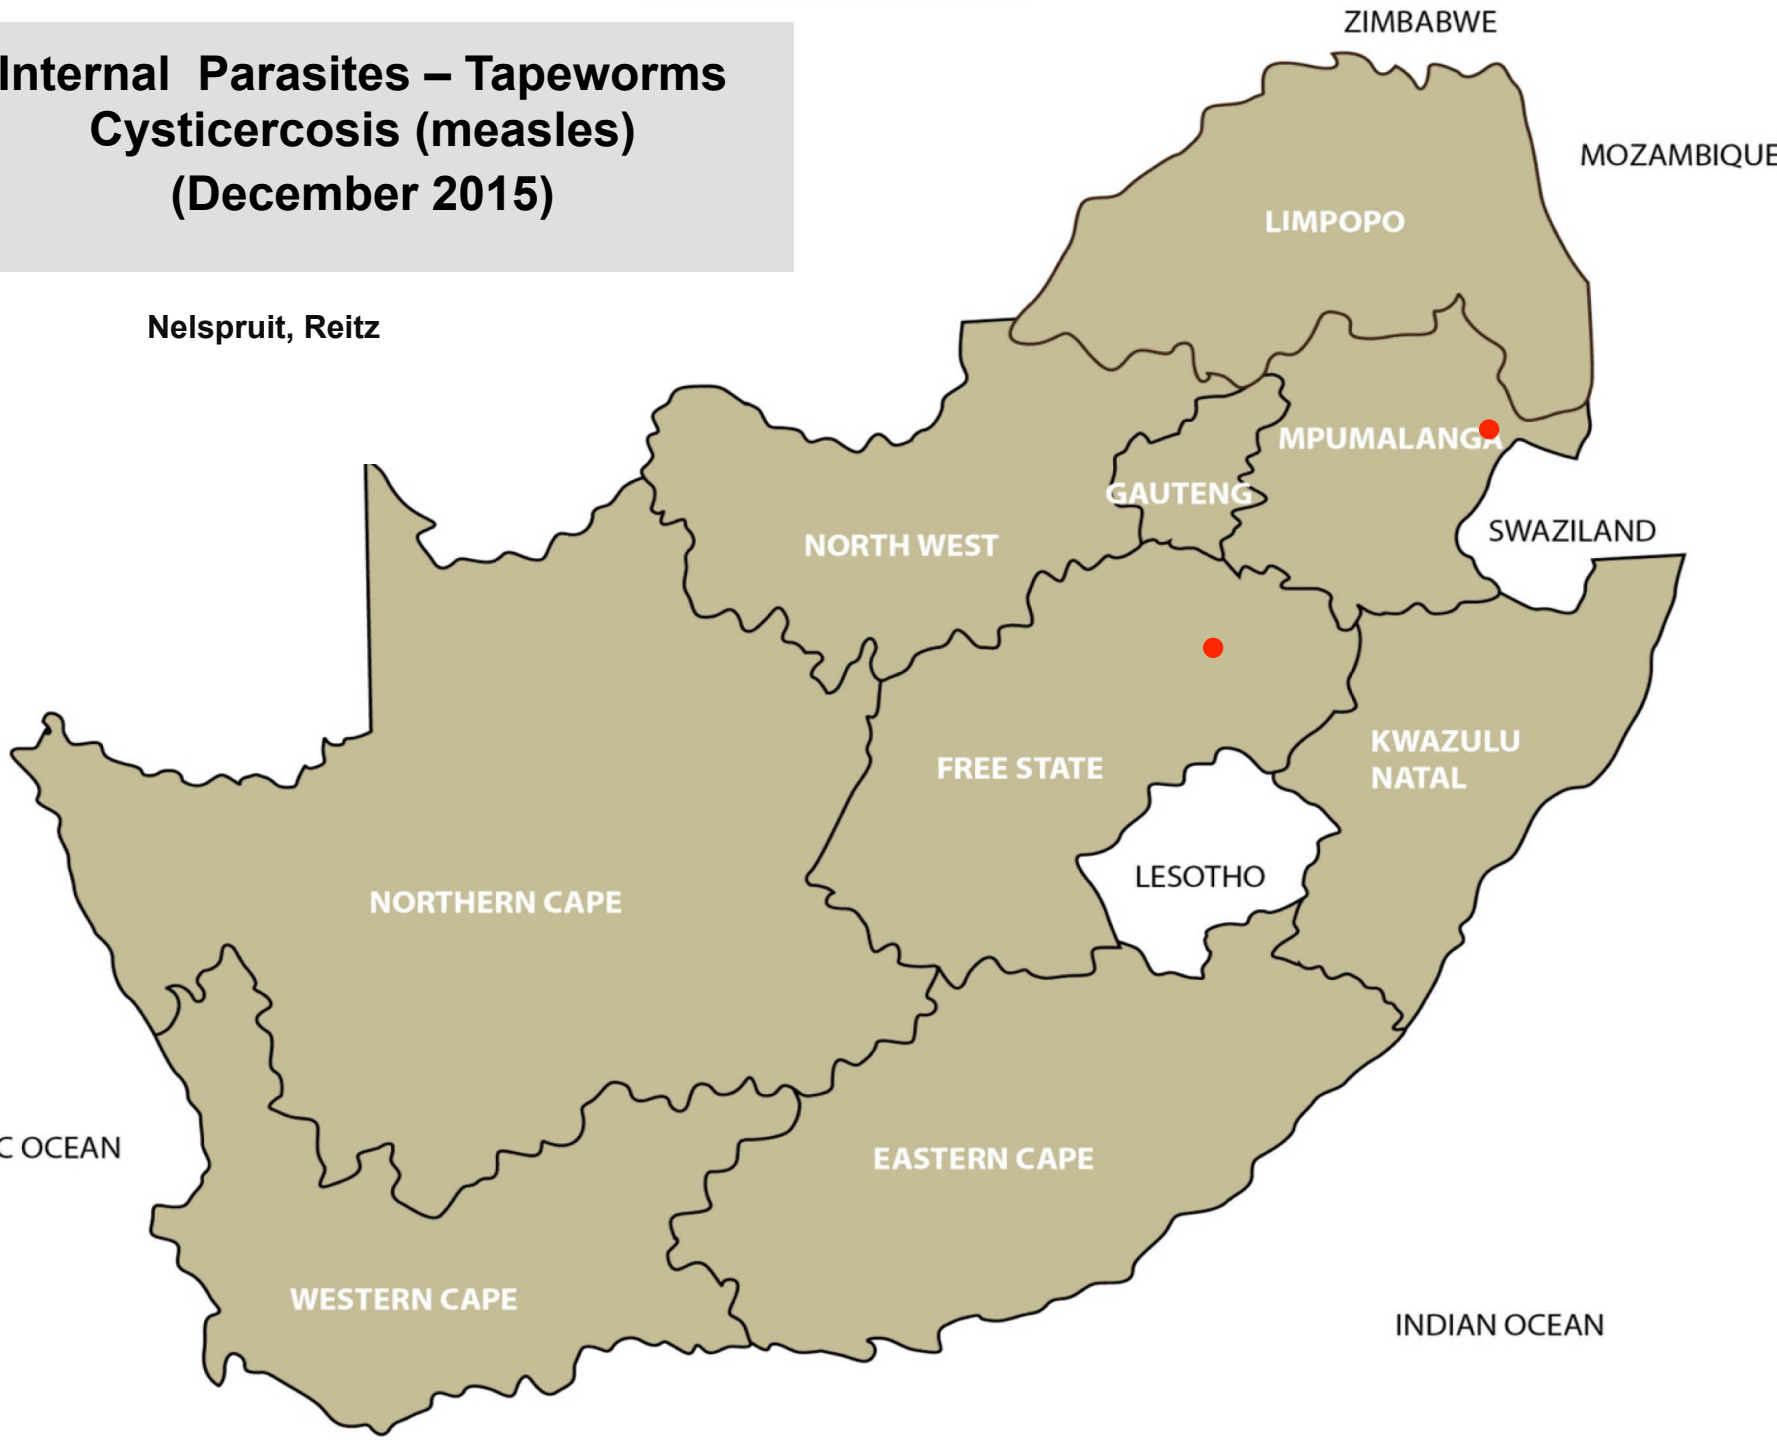 Internal Parasites – Tapeworms
Cysticercosis (measles)
(December 2015)
Nelspruit, Reitz
ZIMBABWE
MOZAMBIQUE
LIMPOPO
MPUMALANGA
GAUTENG
SWAZILAND
NORTH WEST
KWAZULU
NATAL
FREE STATE
LESOTHO
NORTHERN CAPE
C OCEAN
EASTERN CAPE
WESTERN CAPE
INDIAN OCEAN